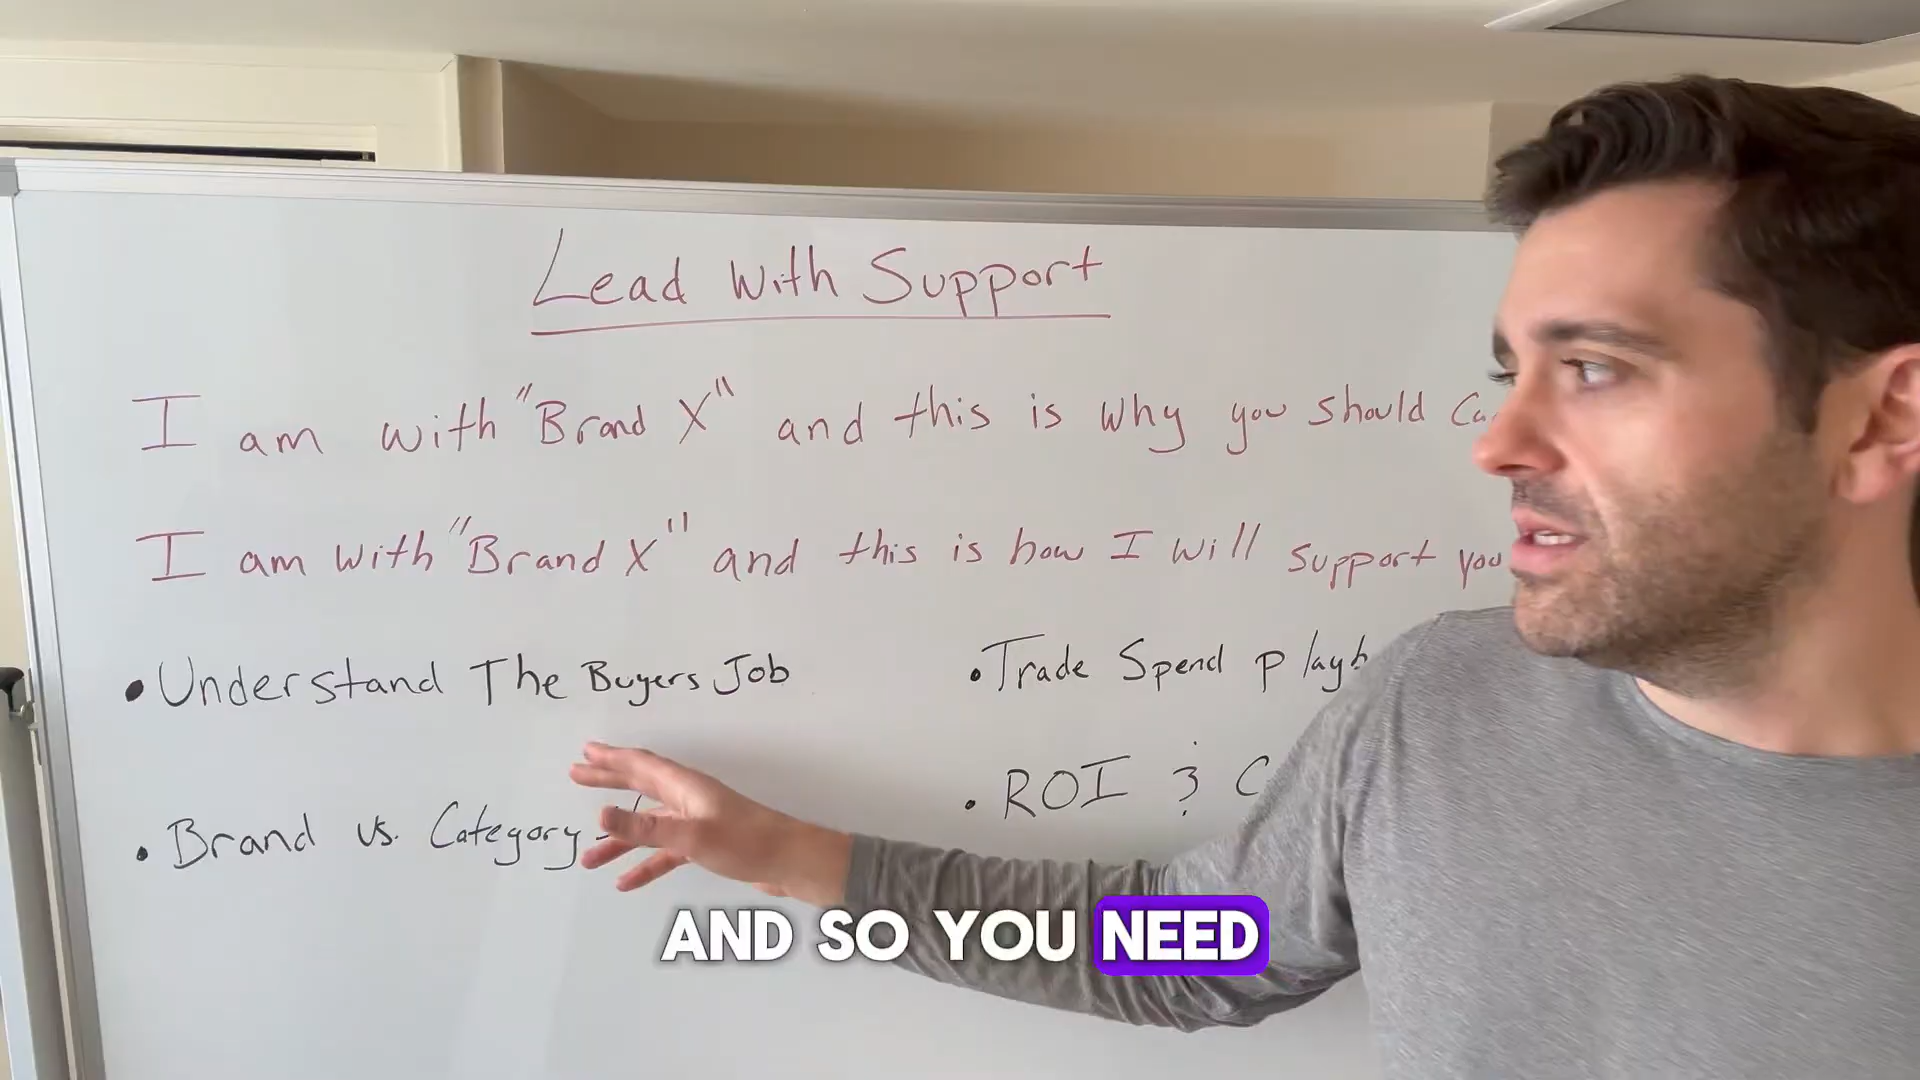 Lead With Support
I am with "Brand X" and this is why you should
I am with "Brand X" and this is how I will support you
• Understand The Buyers Job
• Trade Spend
• Brand vs. Category
• ROI &
AND SO YOU NEED